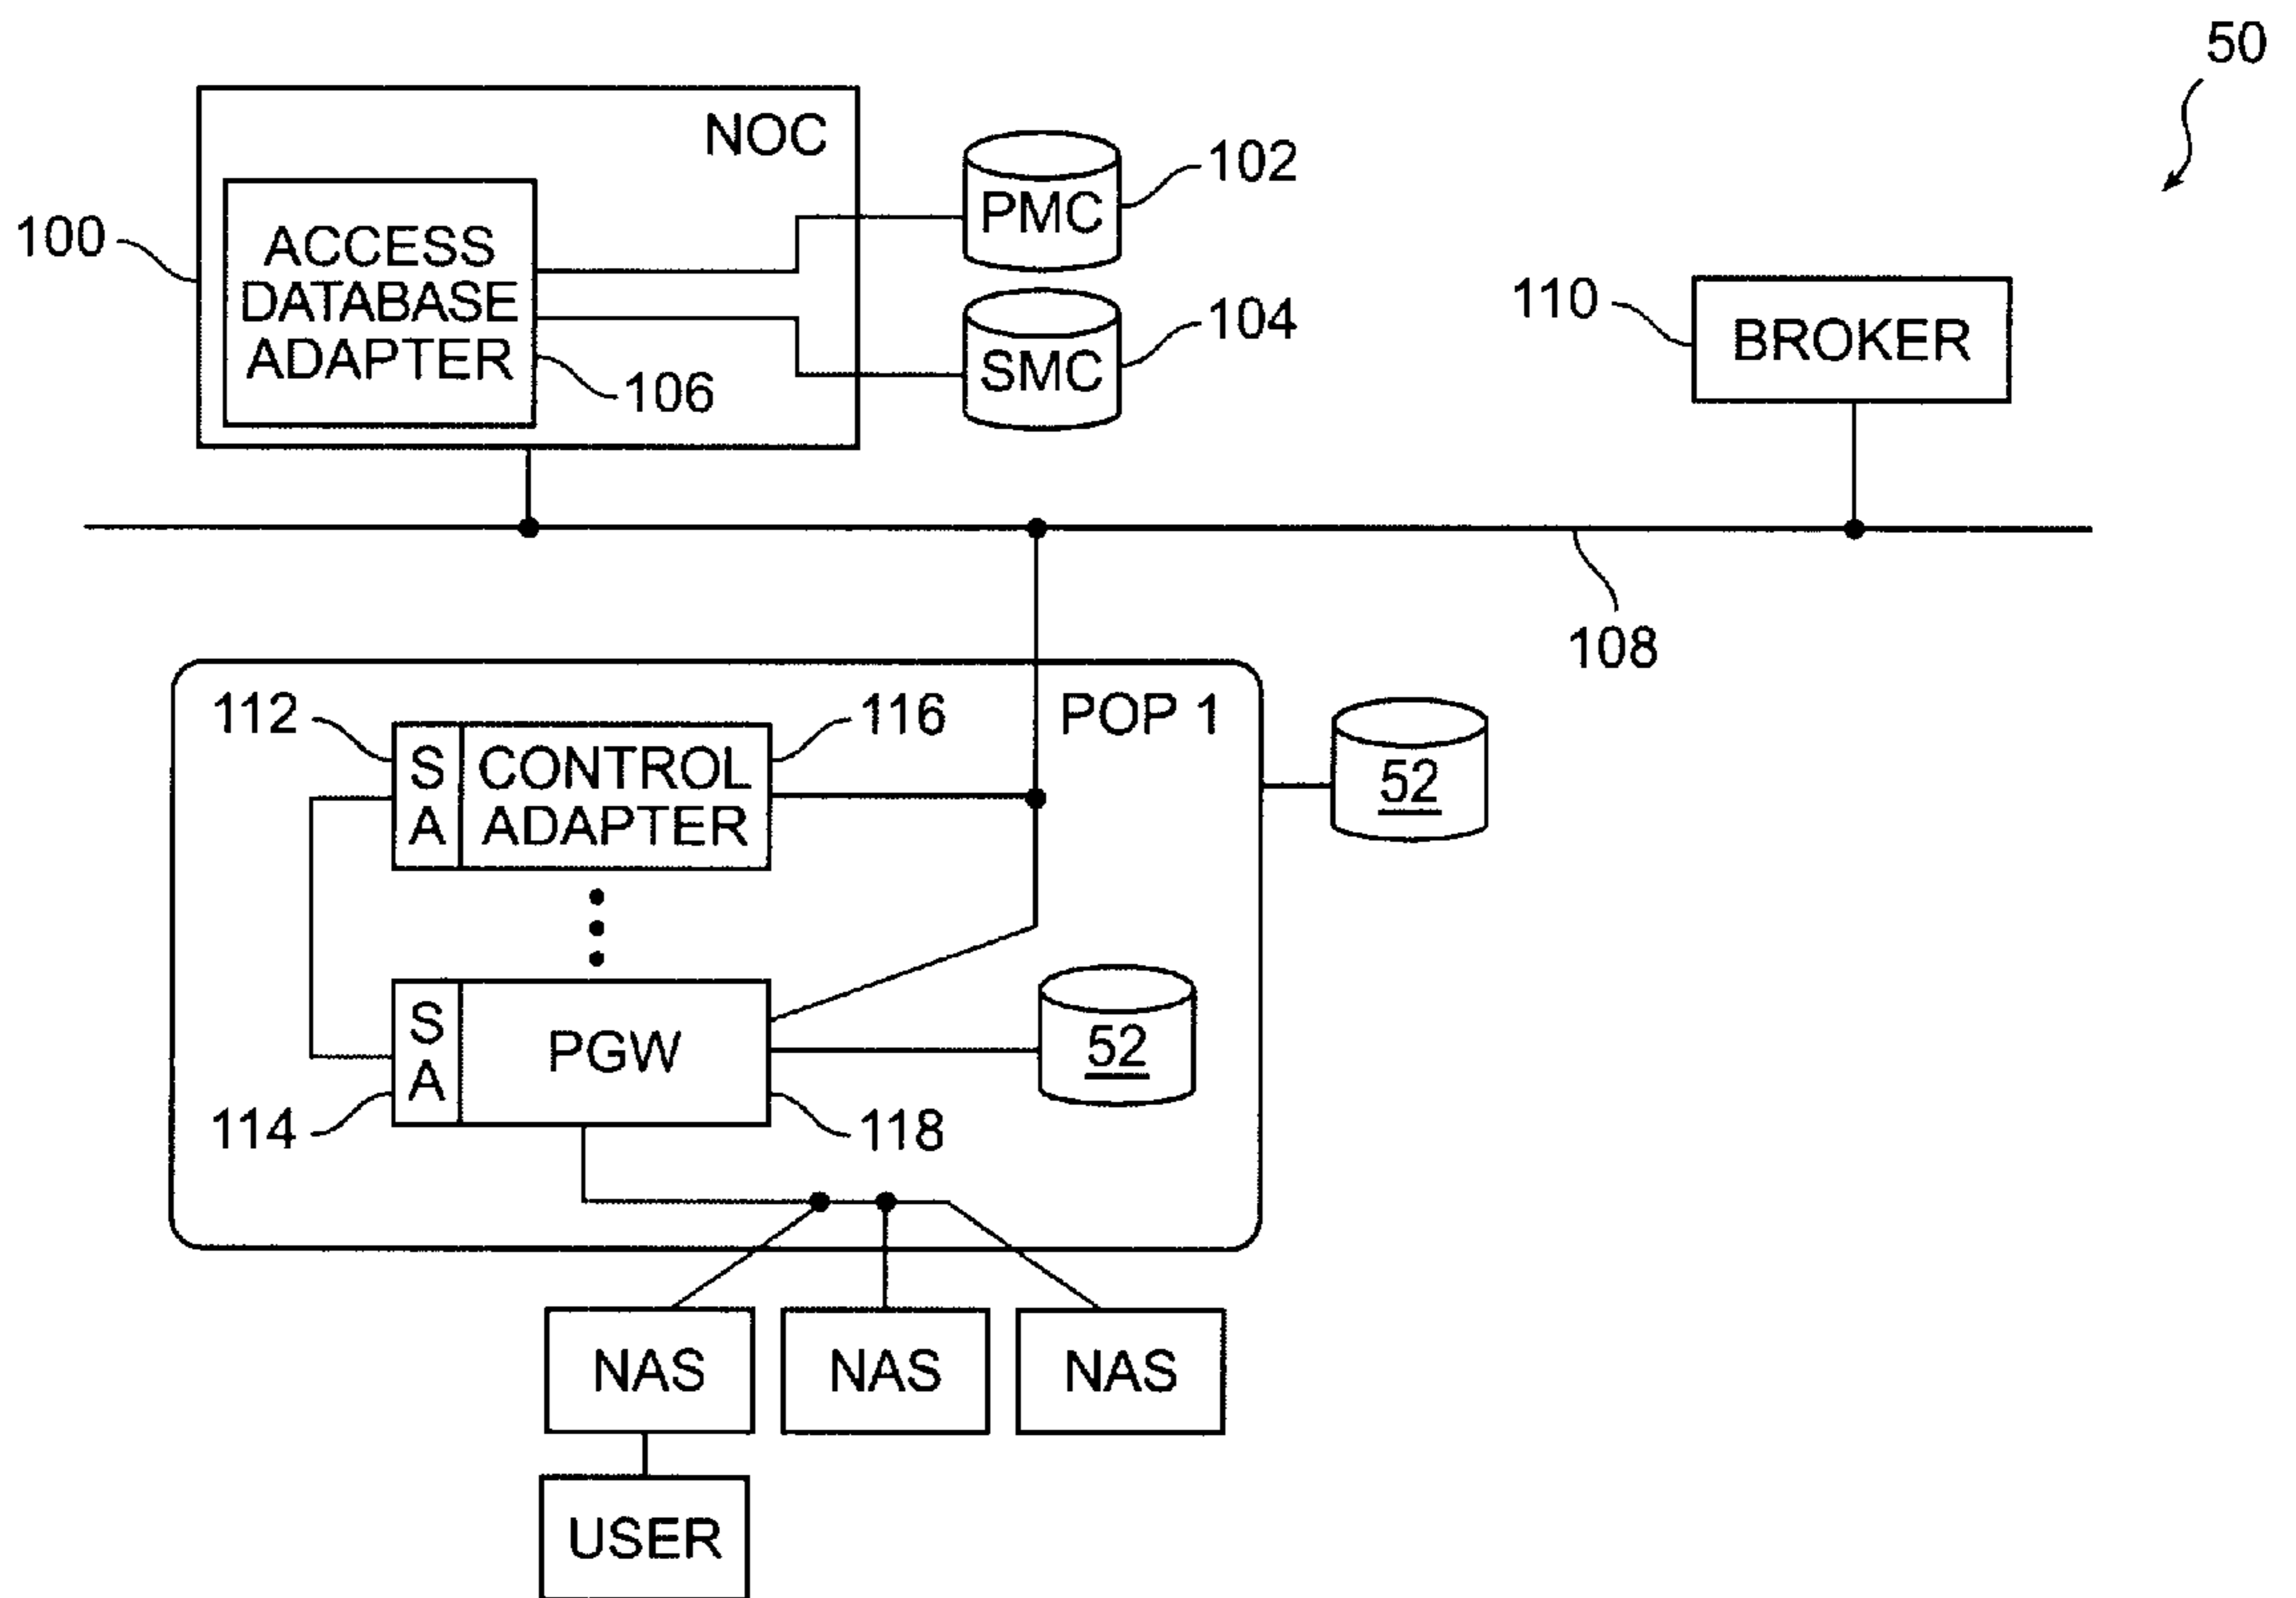 50
NOC
100
ACCESS
DATABASE
ADAPTER
106
PMC
102
SMC
104
110
BROKER
108
POP 1
112
S
A
CONTROL
ADAPTER
116
52
S
A
PGW
114
118
52
NAS
NAS
NAS
USER